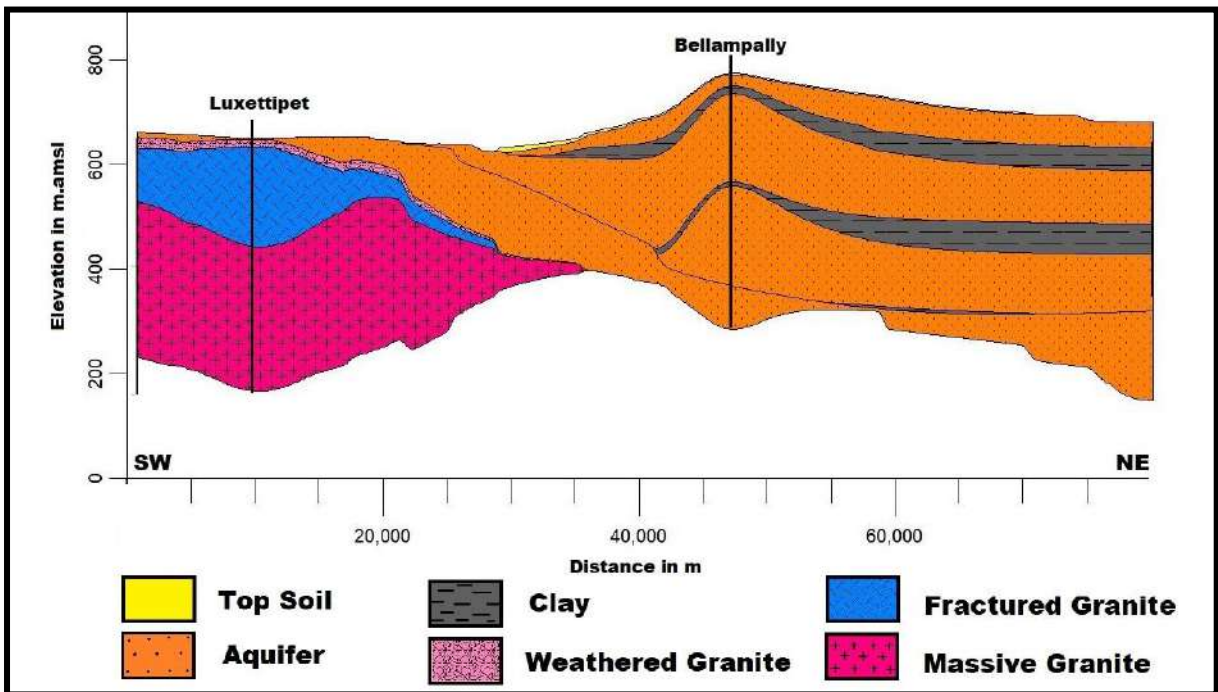 Bellampally
Luxettipet
Elevation in m.amsl
800
600
400
200
0
SW
NE
20,000
40,000
60,000
Distance in m
Top Soil
Clay
Fractured Granite
Aquifer
Weathered Granite
Massive Granite